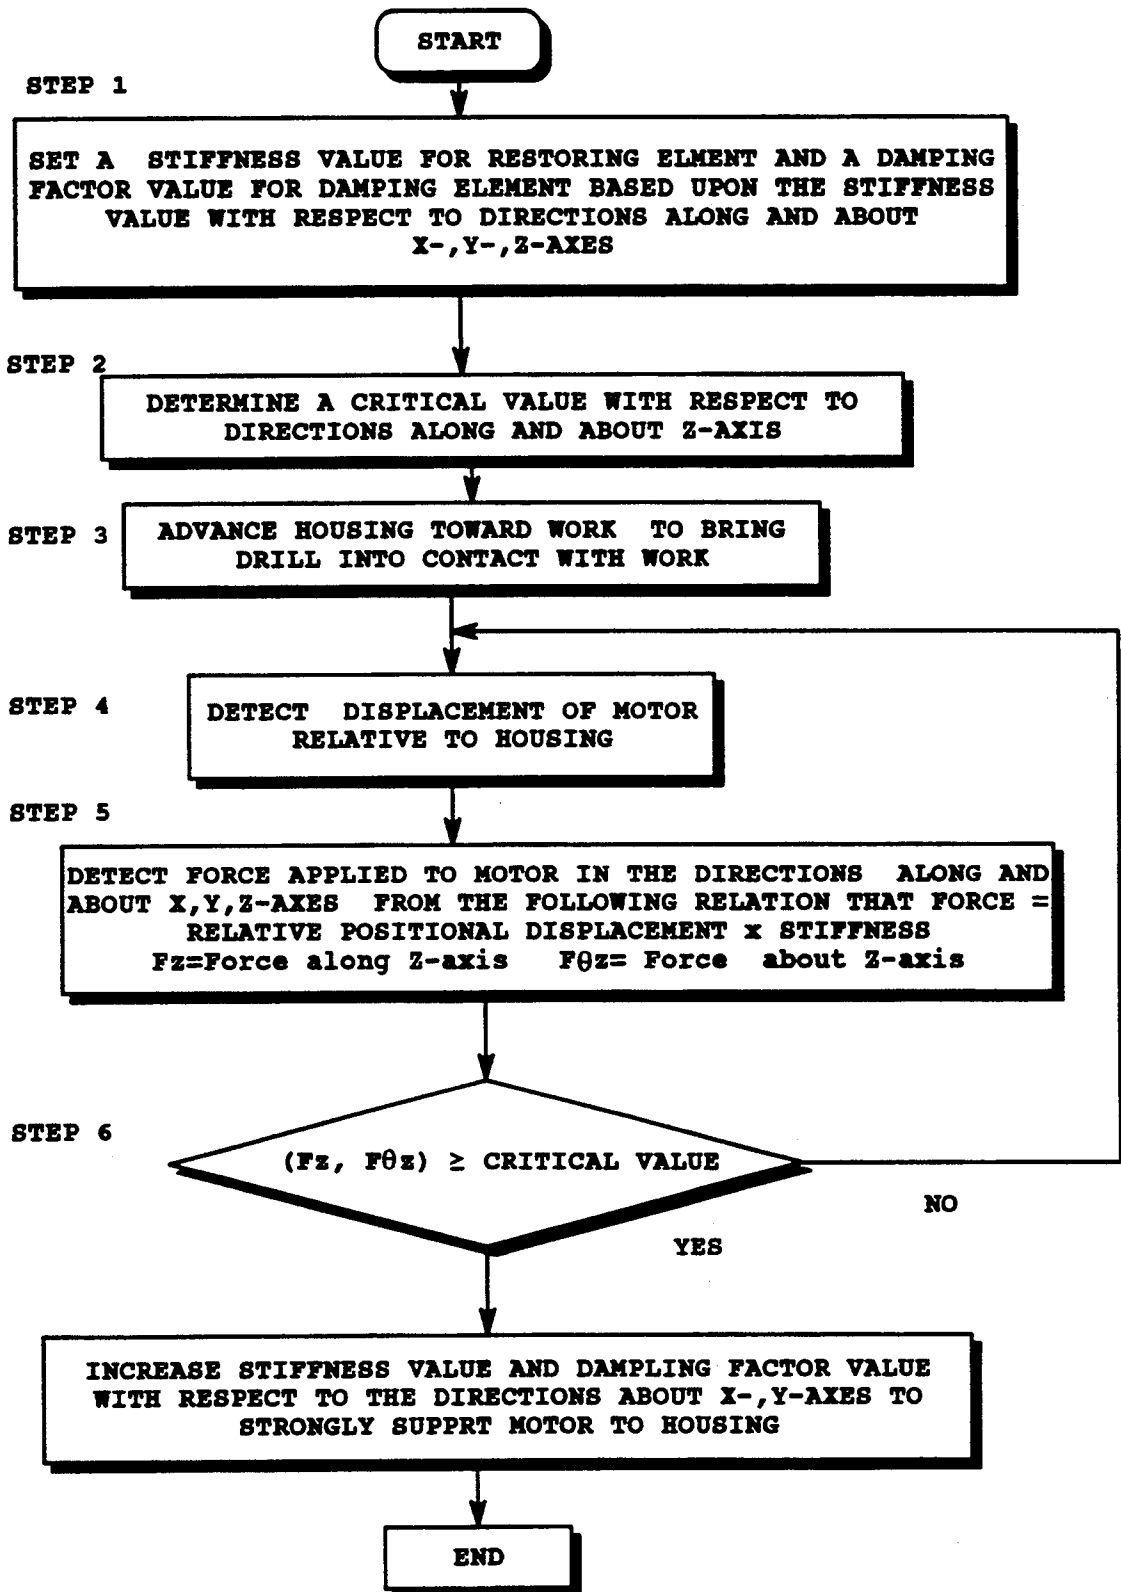 START
STEP 1
SET A STIFFNESS VALUE FOR RESTORING ELMENT AND A DAMPING
FACTOR VALUE FOR DAMPING ELEMENT BASED UPON THE STIFFNESS
VALUE WITH RESPECT TO DIRECTIONS ALONG AND ABOUT
X-,Y-,Z-AXES
STEP 2
DETERMINE A CRITICAL VALUE WITH RESPECT TO
DIRECTIONS ALONG AND ABOUT Z-AXIS
STEP 3
ADVANCE HOUSING TOWARD WORK TO BRING
DRILL INTO CONTACT WITH WORK
STEP 4
DETECT DISPLACEMENT OF MOTOR
RELATIVE TO HOUSING
STEP 5
DETECT FORCE APPLIED TO MOTOR IN THE DIRECTIONS ALONG AND
ABOUT X,Y,Z-AXES FROM THE FOLLOWING RELATION THAT FORCE =
RELATIVE POSITIONAL DISPLACEMENT x STIFFNESS
Fz=Force along Z-axis Fθz= Force about Z-axis
STEP 6
(Fz, Fθz) ≥ CRITICAL VALUE
NO
YES
INCREASE STIFFNESS VALUE AND DAMPLING FACTOR VALUE
WITH RESPECT TO THE DIRECTIONS ABOUT X-,Y-AXES TO
STRONGLY SUPPRT MOTOR TO HOUSING
END